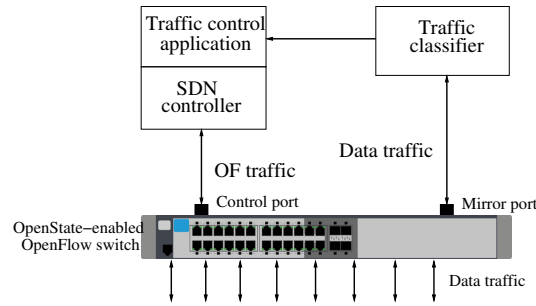 Traffic control
application
Traffic
classifier
SDN
controller
OF traffic
Data traffic
Control port
Mirror port
OpenState−enabled
OpenFlow switch
Data traffic